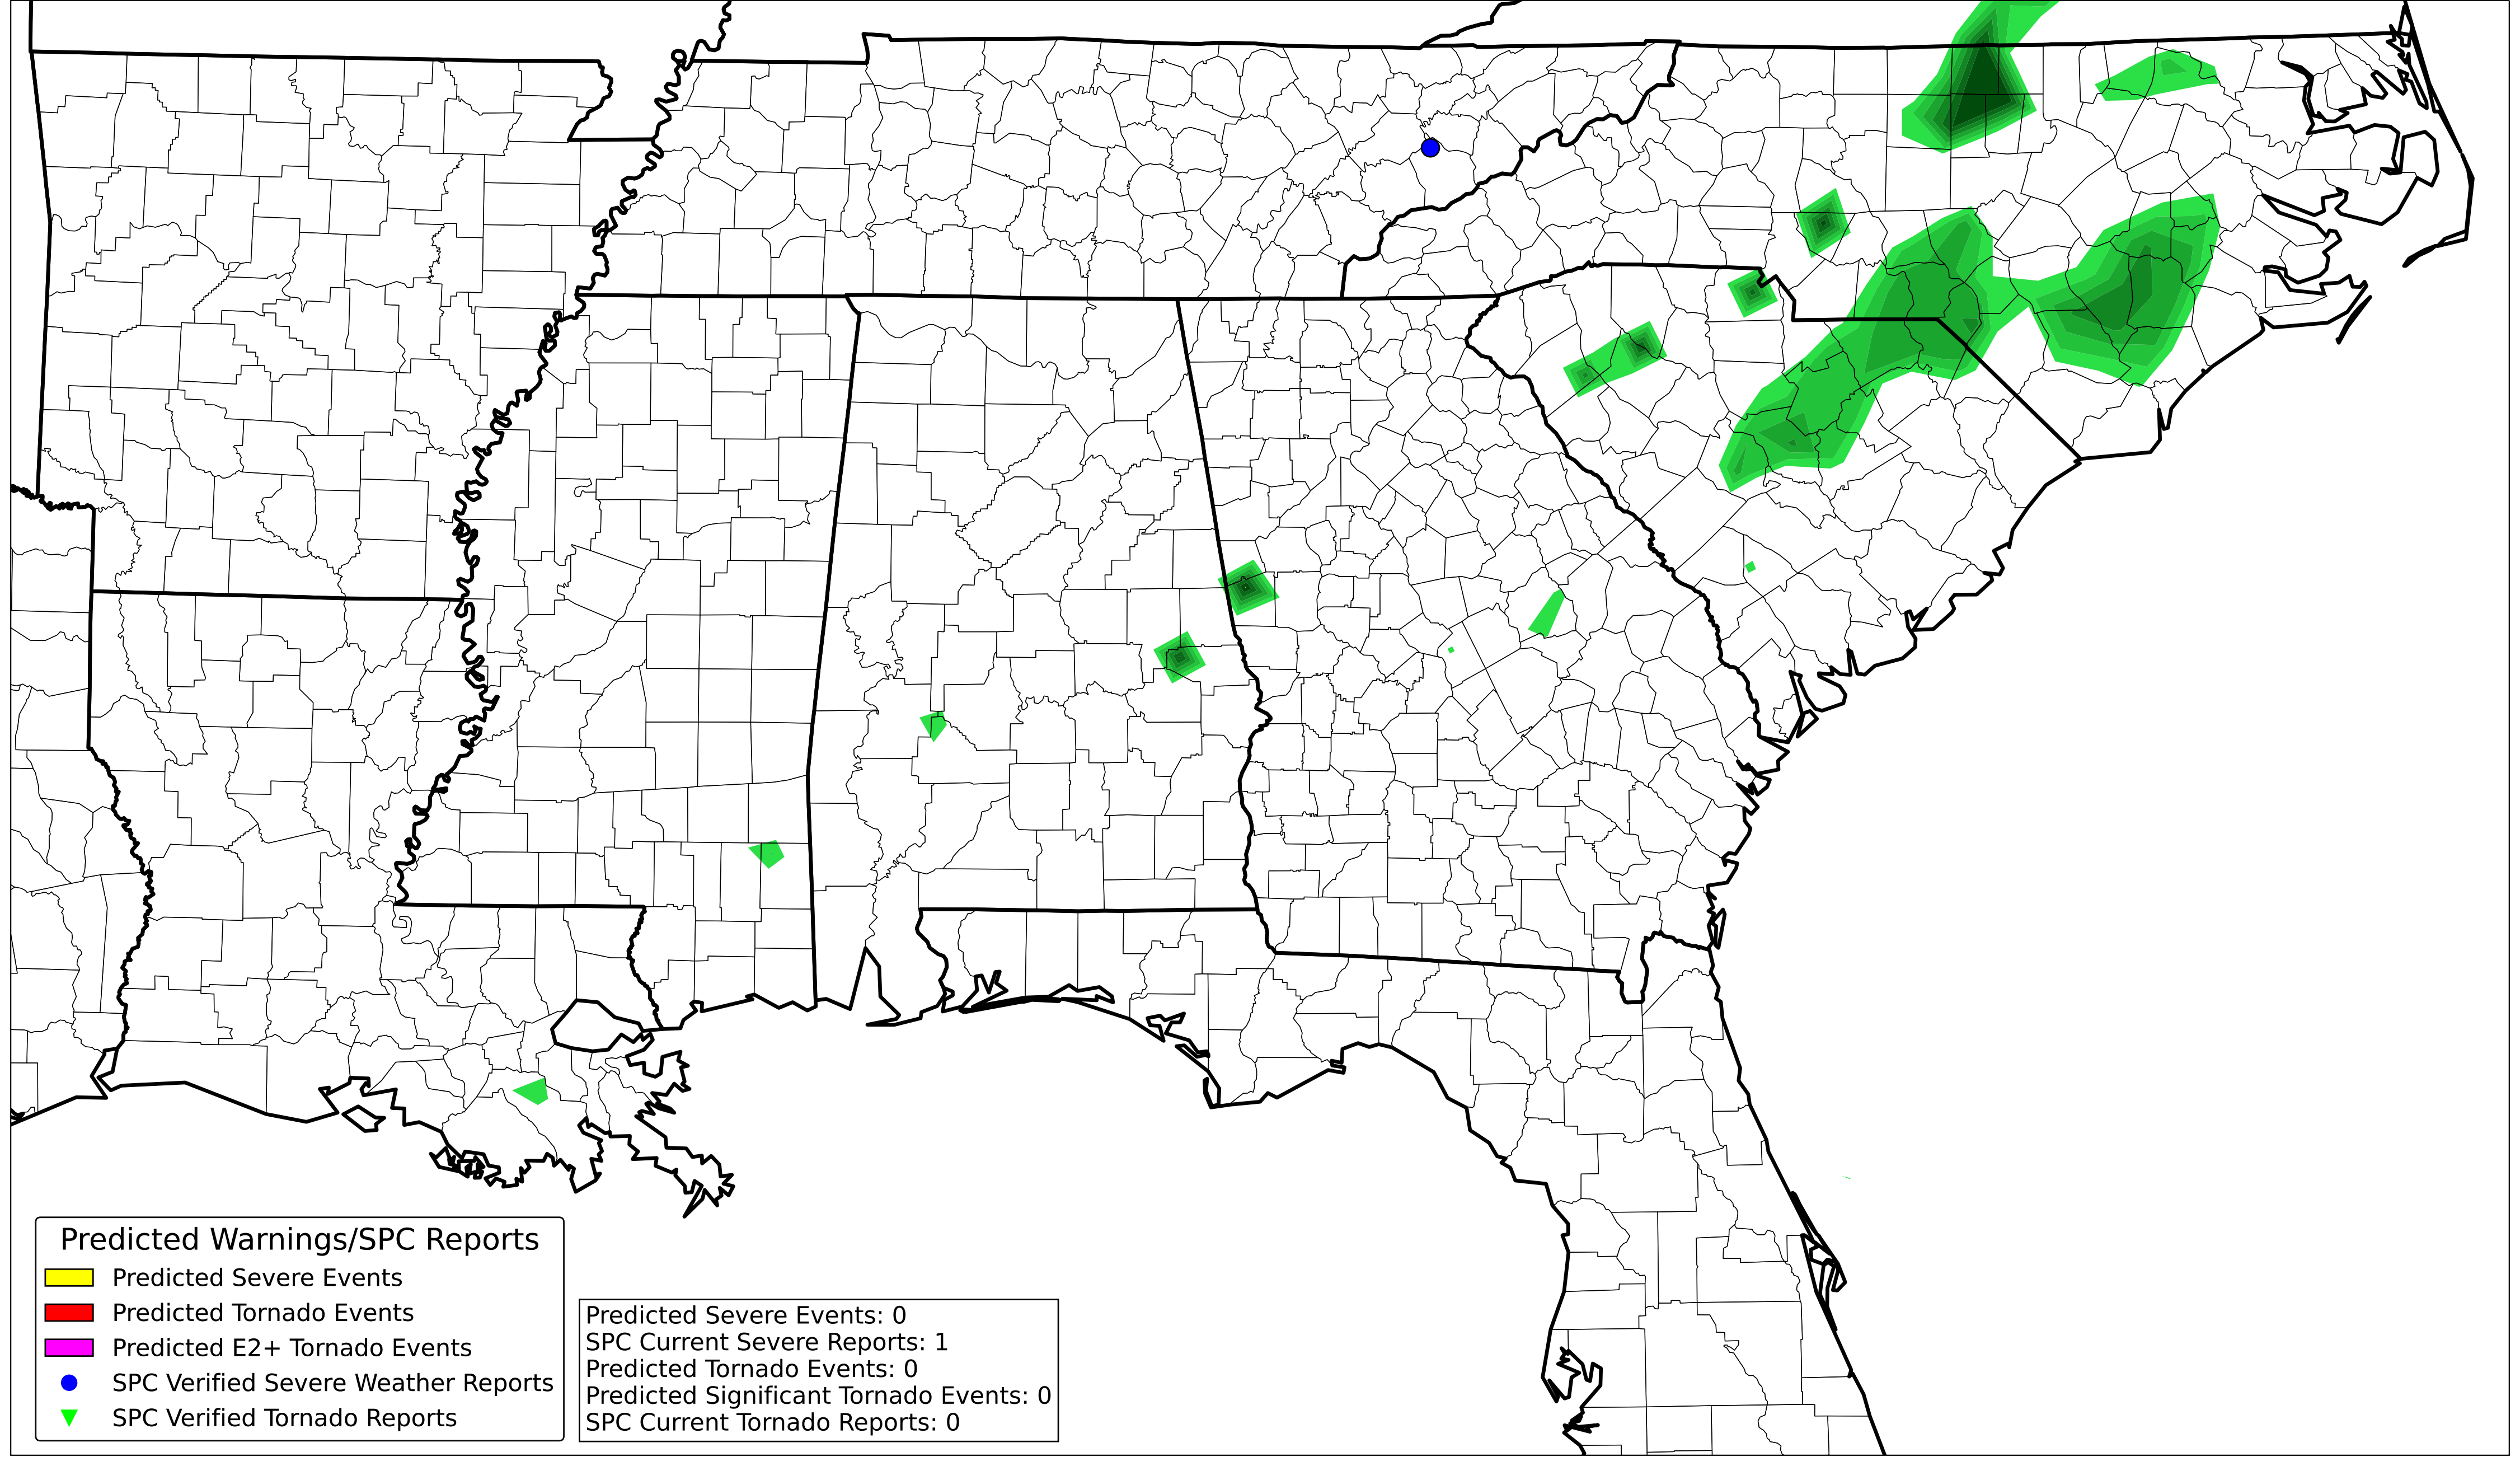 Predicted Warnings/SPC Reports
Predicted Severe Events
Predicted Tornado Events
Predicted E2+ Tornado Events
SPC Verified Severe Weather Reports
SPC Verified Tornado Reports
Predicted Severe Events: 0
SPC Current Severe Reports: 1
Predicted Tornado Events: 0
Predicted Significant Tornado Events: 0
SPC Current Tornado Reports: 0